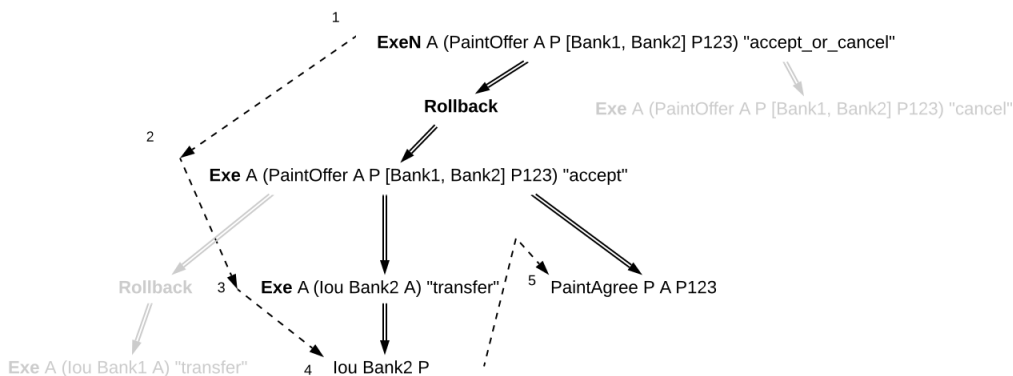 1
ExeN A (PaintOffer A P [Bank1, Bank2] P123) "accept_or_cancel"
Rollback
Exe A (PaintOffer A P [Bank1, Bank2] P123) "cancel"
2
Exe A (PaintOffer A P [Bank1, Bank2] P123) "accept"
Rollback
3
Exe A (Iou Bank2 A) "transfer"
5
PaintAgree P A P123
Exe A (Iou Bank1 A) "transfer"
4
Iou Bank2 P